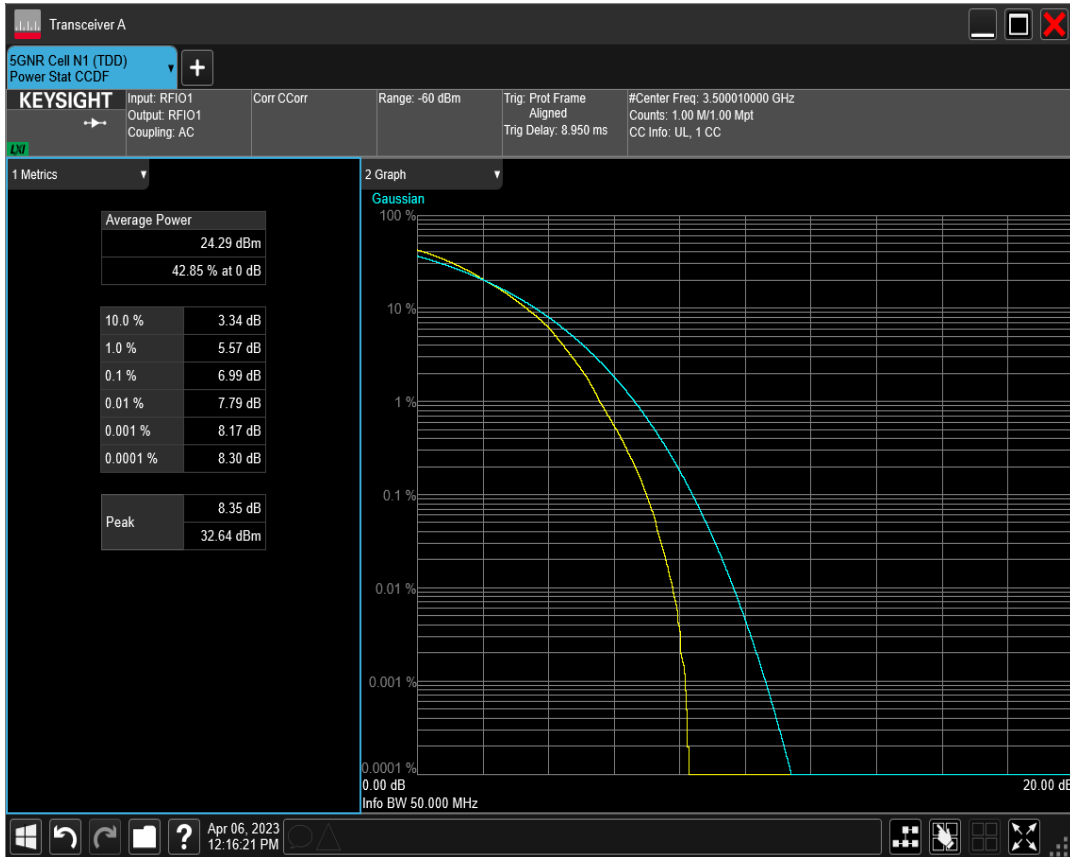 Transceiver A
5GNR Cell N1 (TDD)
Power Stat CCDF
+
KEYSIGHT
LXI
Input: RFIO1
Output: RFIO1
Coupling: AC
Corr CCorr
Range: -60 dBm
Trig: Prot Frame
Aligned
Trig Delay: 8.950 ms
#Center Freq: 3.500010000 GHz
Counts: 1.00 M/1.00 Mpt
CC Info: UL, 1 CC
1 Metrics
Average Power
24.29 dBm
42.85 % at 0 dB
10.0 % 3.34 dB
1.0 % 5.57 dB
0.1 % 6.99 dB
0.01 % 7.79 dB
0.001 % 8.17 dB
0.0001 % 8.30 dB
Peak
8.35 dB
32.64 dBm
2 Graph
Gaussian
100 %
10 %
1 %
0.1 %
0.01 %
0.001 %
0.0001 %
0.00 dB
20.00 dB
Info BW 50.000 MHz
?
Apr 06, 2023
12:16:21 PM